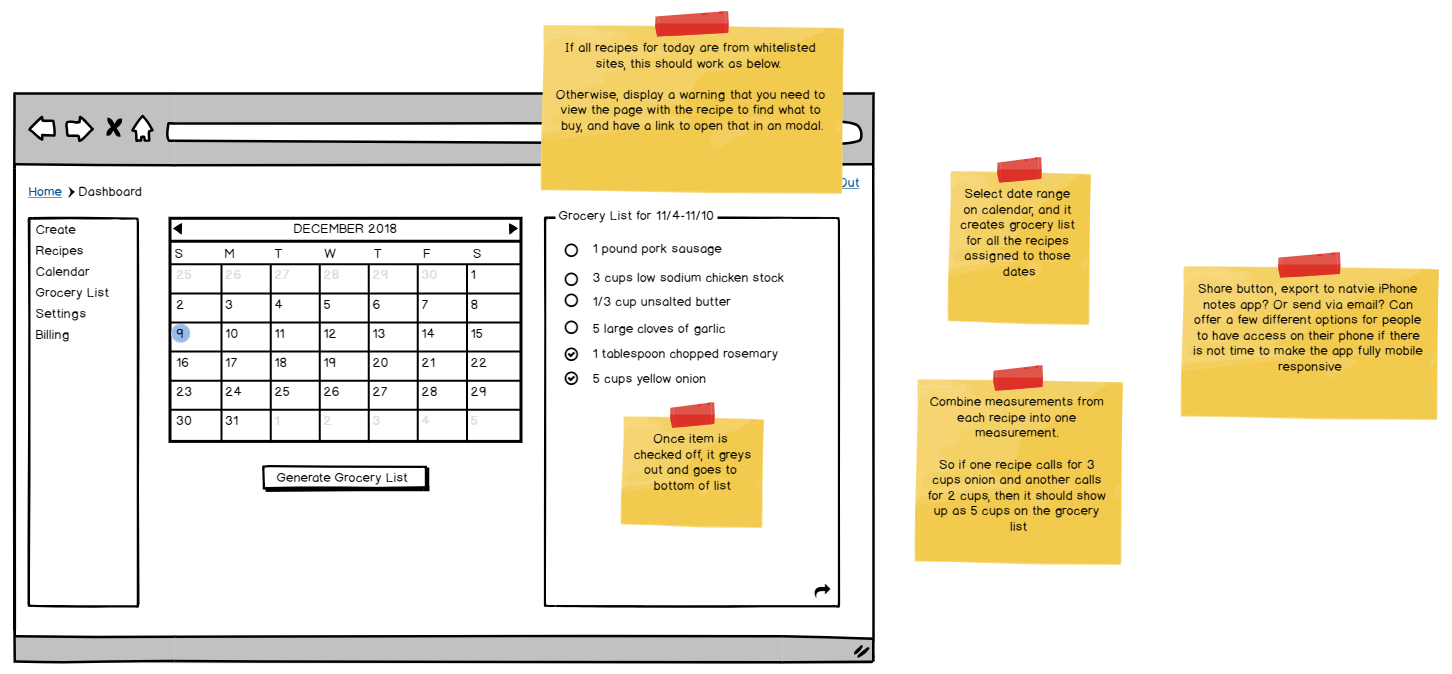 If all recipes for today are from whitelisted
sites, this should work as below.
Otherwise, display a warning that you need to
view the page with the recipe to find what to
buy, and have a link to open that in an modal.
Home Dashboard
Out
Create
Recipes
Calendar
Grocery List
Settings
Billing
DECEMBER 2018
S M T W T F S
25 26 27 28 29 30 1
2 3 4 5 6 7 8
9 10 11 12 13 14 15
16 17 18 19 20 21 22
23 24 25 26 27 28 29
30 31 1 2 3 4 5
Generate Grocery List
Grocery List for 11/4-11/10
1 pound pork sausage
3 cups low sodium chicken stock
1/3 cup unsalted butter
5 large cloves of garlic
1 tablespoon chopped rosemary
5 cups yellow onion
Once item is
checked off, it greys
out and goes to
bottom of list
Select date range
on calendar, and it
creates grocery list
for all the recipes
assigned to those
dates
Combine measurements from
each recipe into one
measurement.
So if one recipe calls for 3
cups onion and another calls
for 2 cups, then it should show
up as 5 cups on the grocery
list
Share button, export to natvie iPhone
notes app? Or send via email? Can
offer a few different options for people
to have access on their phone if there
is not time to make the app fully mobile
responsive